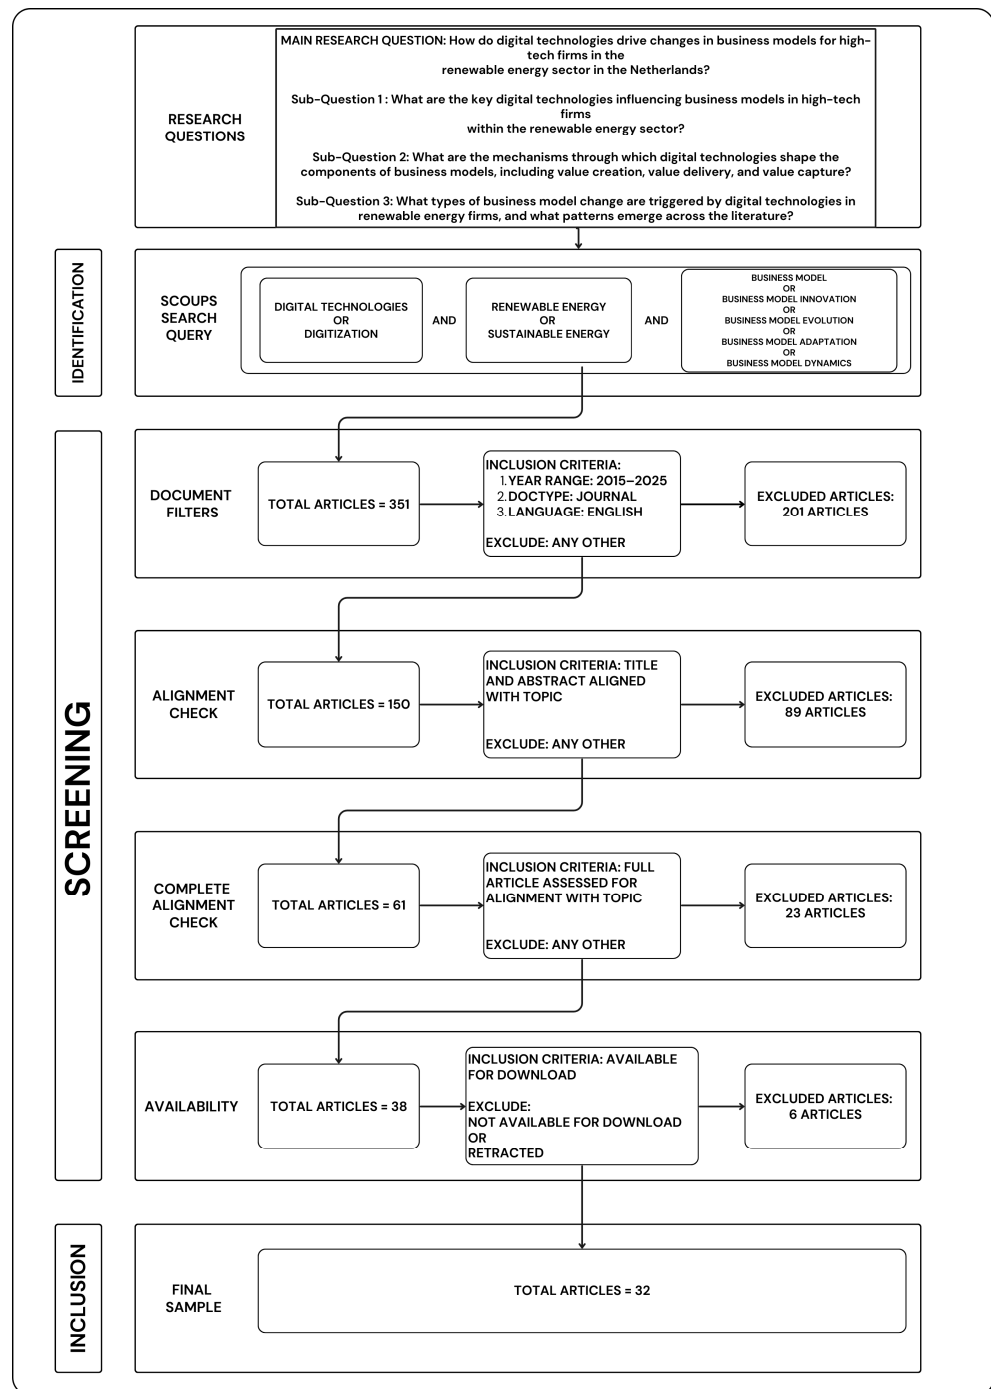 MAIN RESEARCH QUESTION: How do digital technologies drive changes in business models for high-
tech firms in the
renewable energy sector in the Netherlands?
Sub-Question 1 : What are the key digital technologies influencing business models in high-tech
firms
within the renewable energy sector?
Sub-Question 2: What are the mechanisms through which digital technologies shape the
components of business models, including value creation, value delivery, and value capture?
Sub-Question 3: What types of business model change are triggered by digital technologies in
renewable energy firms, and what patterns emerge across the literature?
RESEARCH
QUESTIONS
IDENTIFICATION
SCOUPS
SEARCH
QUERY
DIGITAL TECHNOLOGIES
OR
DIGITIZATION
AND
RENEWABLE ENERGY
OR
SUSTAINABLE ENERGY
AND
BUSINESS MODEL
OR
BUSINESS MODEL INNOVATION
OR
BUSINESS MODEL EVOLUTION
OR
BUSINESS MODEL ADAPTATION
OR
BUSINESS MODEL DYNAMICS
SCREENING
DOCUMENT
FILTERS
TOTAL ARTICLES = 351
INCLUSION CRITERIA:
1. YEAR RANGE: 2015–2025
2. DOCTYPE: JOURNAL
3. LANGUAGE: ENGLISH
EXCLUDE: ANY OTHER
EXCLUDED ARTICLES:
201 ARTICLES
ALIGNMENT
CHECK
TOTAL ARTICLES = 150
INCLUSION CRITERIA: TITLE
AND ABSTRACT ALIGNED
WITH TOPIC
EXCLUDE: ANY OTHER
EXCLUDED ARTICLES:
89 ARTICLES
COMPLETE
ALIGNMENT
CHECK
TOTAL ARTICLES = 61
INCLUSION CRITERIA: FULL
ARTICLE ASSESSED FOR
ALIGNMENT WITH TOPIC
EXCLUDE: ANY OTHER
EXCLUDED ARTICLES:
23 ARTICLES
AVAILABILITY
TOTAL ARTICLES = 38
INCLUSION CRITERIA: AVAILABLE
FOR DOWNLOAD
EXCLUDE:
NOT AVAILABLE FOR DOWNLOAD
OR
RETRACTED
EXCLUDED ARTICLES:
6 ARTICLES
INCLUSION
FINAL
SAMPLE
TOTAL ARTICLES = 32